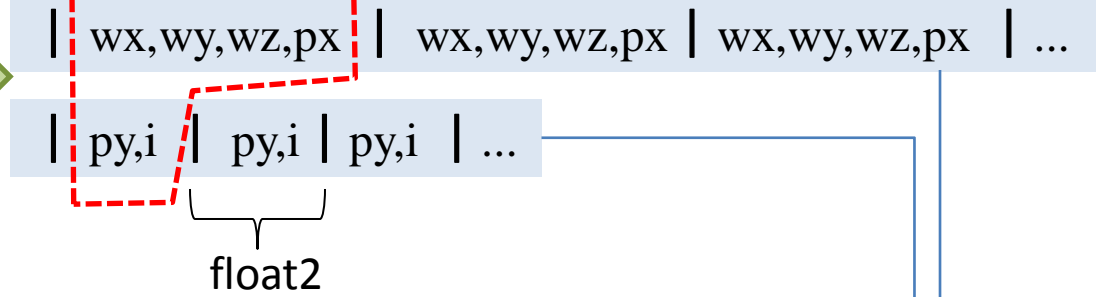 | wx,wy,wz,px | wx,wy,wz,px | wx,wy,wz,px | ...
| py,i | py,i | py,i | ...
float2